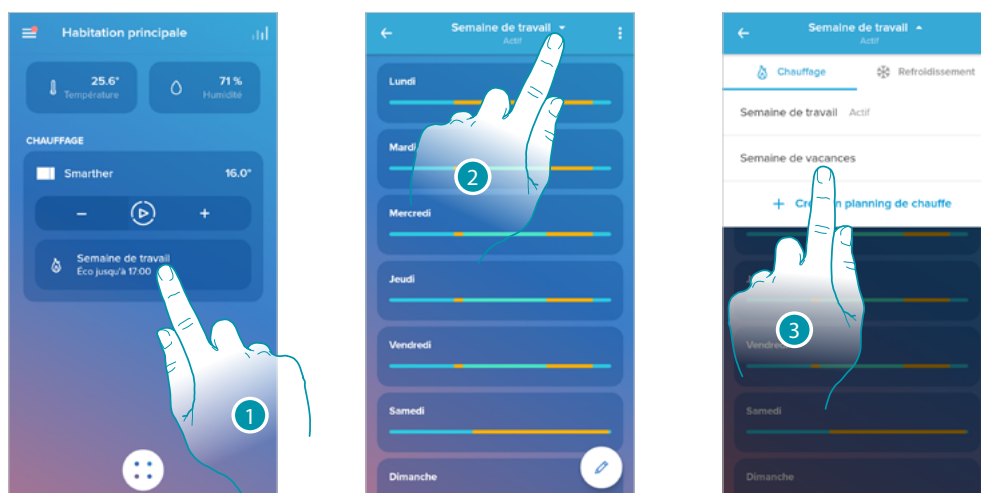 Habitation principale
25.6°
Température
71 %
Humidité
CHAUFFAGE
Smarther
16.0°
−
+
Semaine de travail
Éco jusqu'à 17:00
1
Semaine de travail
Actif
Lundi
Mardi
2
Mercredi
Jeudi
Vendredi
Samedi
Dimanche
Semaine de travail
Actif
Chauffage
Refroidissement
Semaine de travail Actif
Semaine de vacances
+ planning de chauffe
3
Samedi
Dimanche